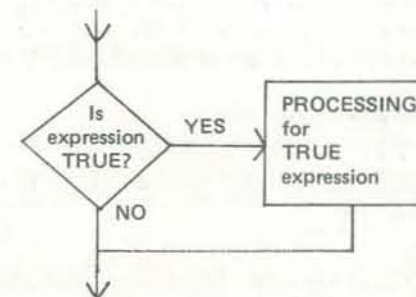 Is
expression
TRUE?
YES
PROCESSING
for
TRUE
expression
NO